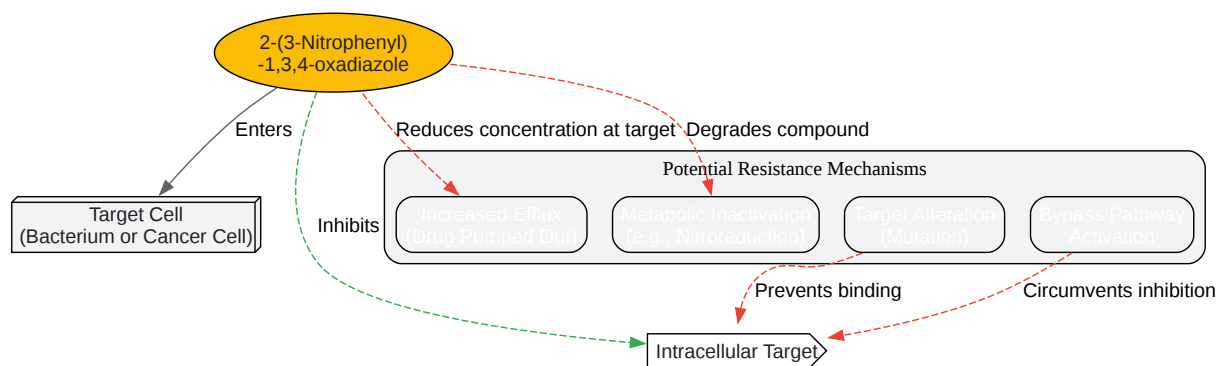 2-(3-Nitrophenyl)
-1,3,4-oxadiazole
Enters
Reduces concentration at target
Degrades compound
Potential Resistance Mechanisms
Target Cell
(Bacterium or Cancer Cell)
Inhibits
Increased Efflux
(Drug Pumped Out)
Metabolic Inactivation
(e.g., Nitroreduction)
Target Alteration
(Mutation)
Bypass Pathway
Activation
Prevents binding
Circumvents inhibition
Intracellular Target